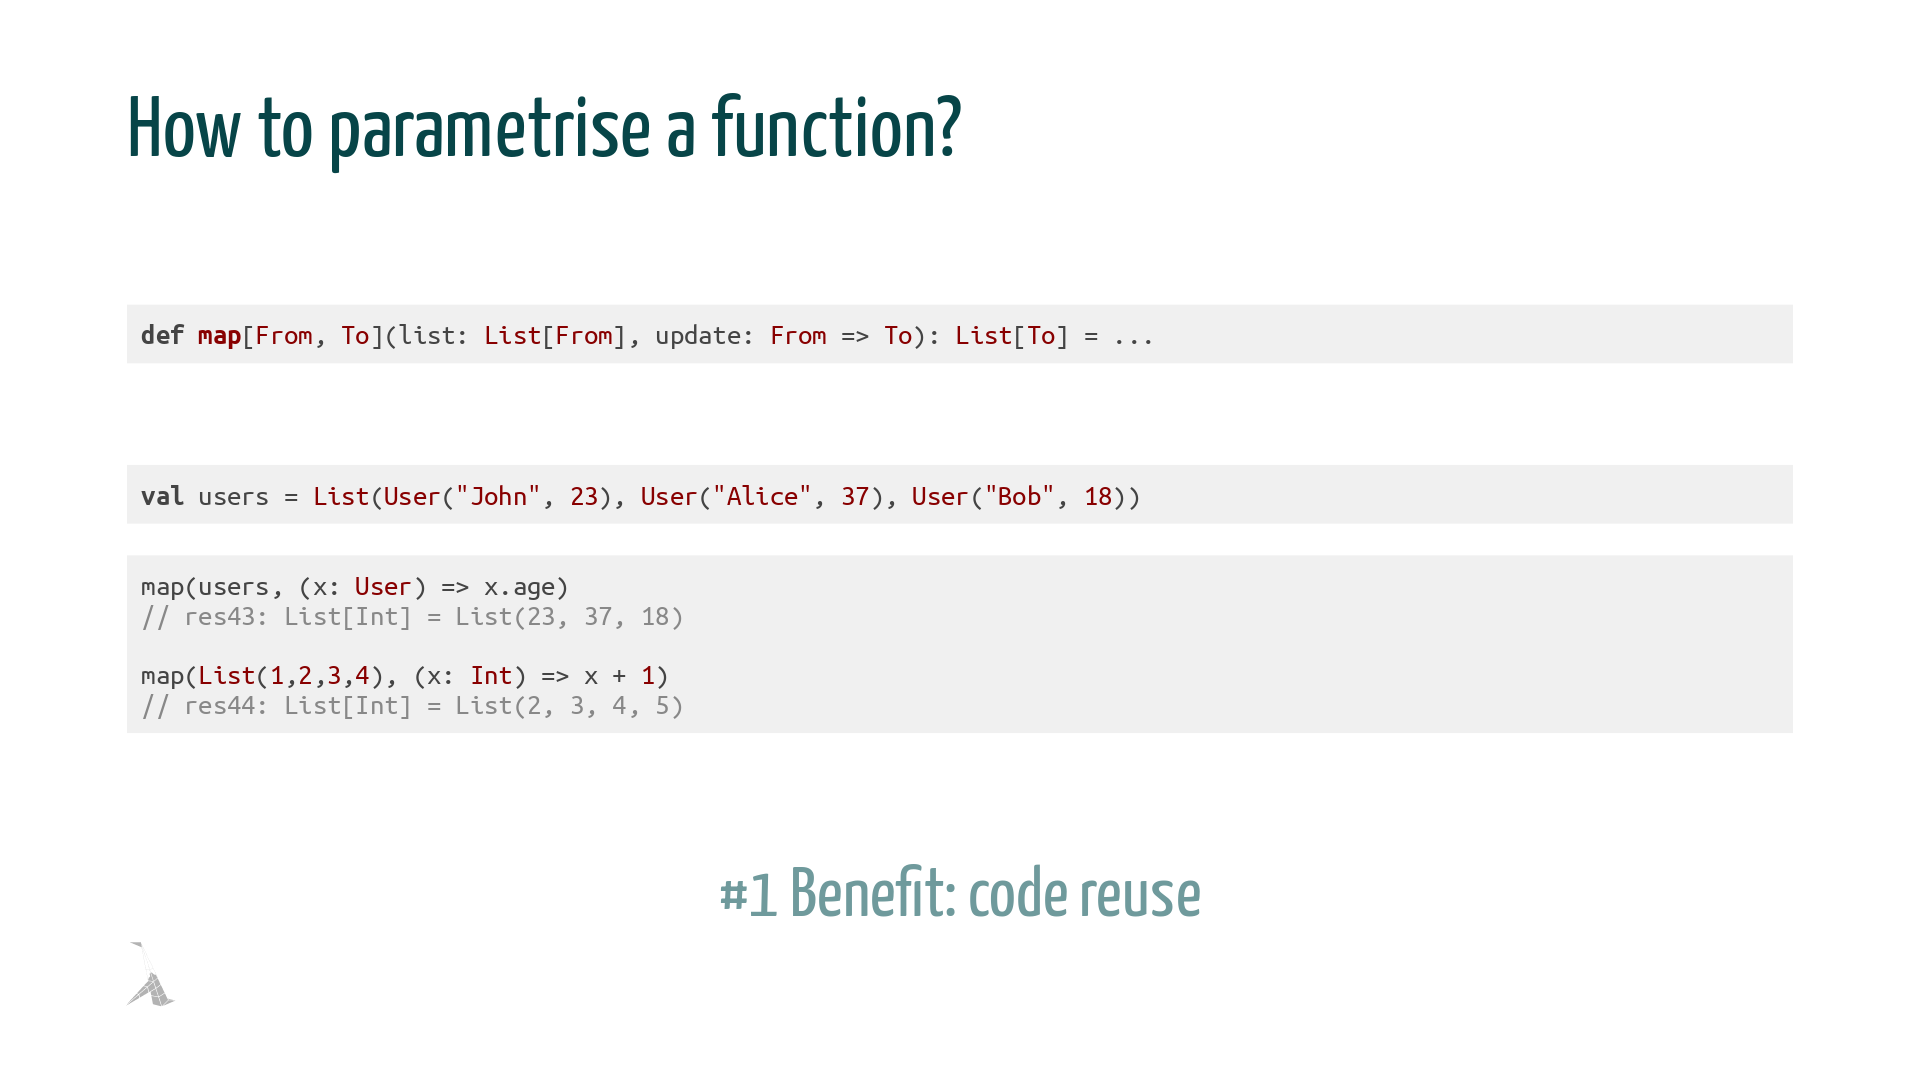 How to parametrise a function?
def map[From, To](list: List[From], update: From => To): List[To] = ...
val users = List(User("John", 23), User("Alice", 37), User("Bob", 18))
map(users, (x: User) => x.age)
// res43: List[Int] = List(23, 37, 18)
map(List(1,2,3,4), (x: Int) => x + 1)
// res44: List[Int] = List(2, 3, 4, 5)
#1 Benefit: code reuse